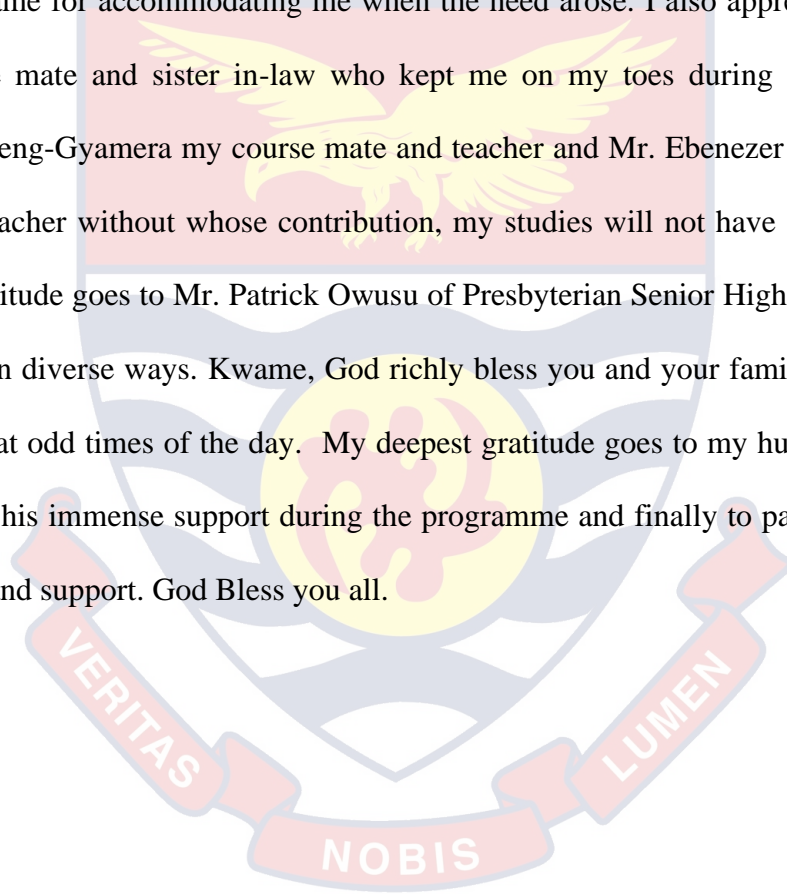 for accommodating me when the need arose. I also appro
mate and sister in-law who kept me on my toes during
eng-Gyamera my course mate and teacher and Mr. Ebenezer
acher without whose contribution, my studies will not have
itude goes to Mr. Patrick Owusu of Presbyterian Senior High
n diverse ways. Kwame, God richly bless you and your fami
at odd times of the day. My deepest gratitude goes to my hu
his immense support during the programme and finally to pa
nd support. God Bless you all.
VERITAS
NOBIS
LUMEN